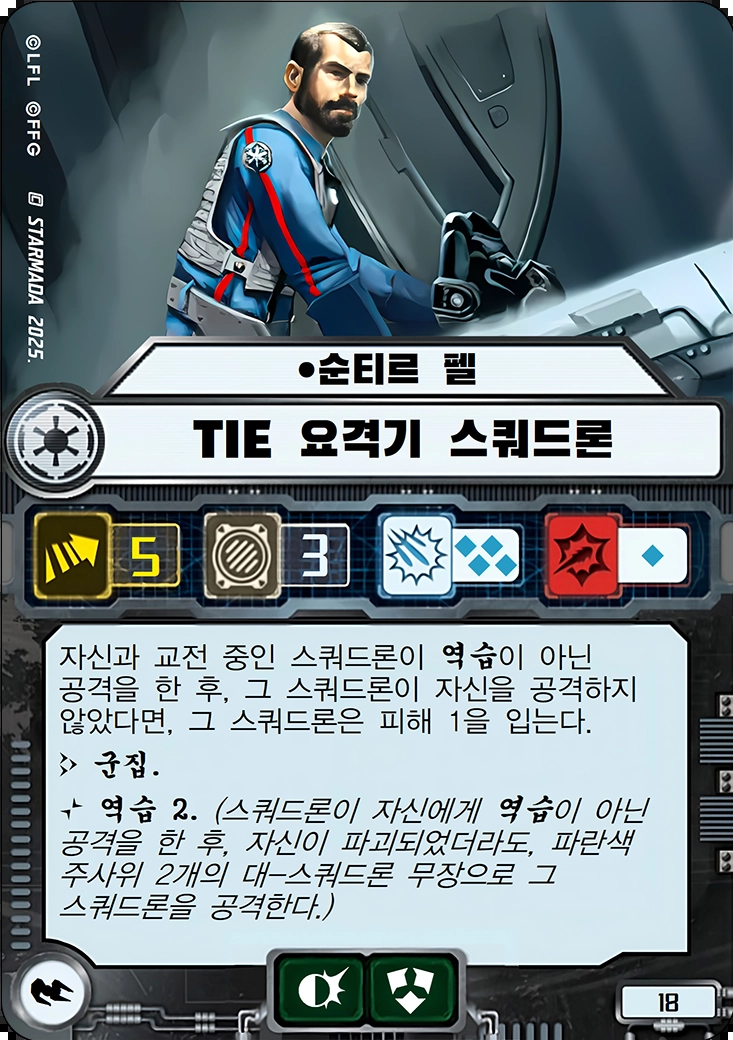 ©LFL ©FFG
STARMADA 2025.
•순티르 펠
TIE 요격기 스쿼드론
5
3
자신과 교전 중인 스쿼드론이 역습이 아닌
공격을 한 후, 그 스쿼드론이 자신을 공격하지
않았다면, 그 스쿼드론은 피해 1을 입는다.
군집.
역습 2. (스쿼드론이 자신에게 역습이 아닌
공격을 한 후, 자신이 파괴되었더라도, 파란색
주사위 2개의 대-스쿼드론 무장으로 그
스쿼드론을 공격한다.)
18